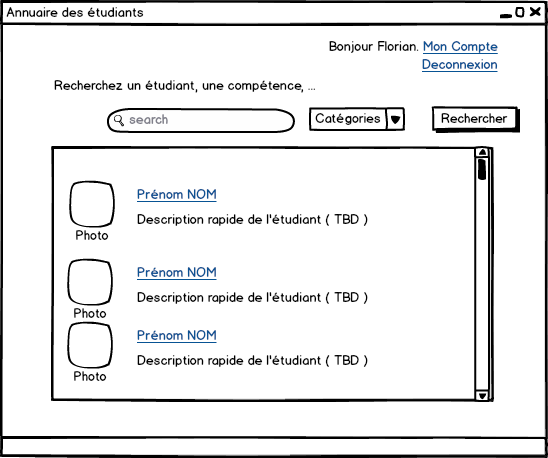 Annuaire des étudiants
Bonjour Florian. Mon Compte
Deconnexion
Recherchez un étudiant, une compétence, ...
search
Catégories
Rechercher
Prénom NOM
Description rapide de l'étudiant ( TBD )
Photo
Prénom NOM
Description rapide de l'étudiant ( TBD )
Photo
Prénom NOM
Description rapide de l'étudiant ( TBD )
Photo